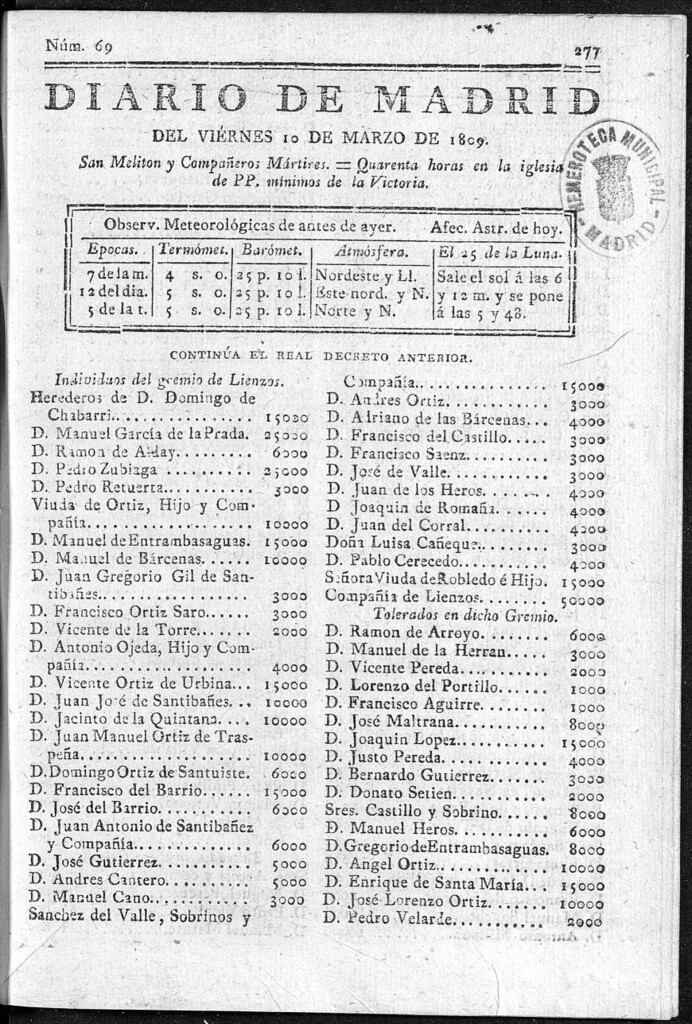 Núm. 69
277
DIARIO DE MADRID
DEL VIÉRNES 10 DE MARZO DE 1809.
San Meliton y Compañeros Mártires. = Quarenta horas en la iglesia
de PP. mínimos de la Victoria.
HEMEROTECA MUNICIPAL
- MADRID -
Observ. Meteorológicas de antes de ayer. Afec. Astr. de hoy.
Epocas. Termómet. Barómet. Atmósfera. El 25 de la Luna.
7 de la m. 4 s. o. 25 p. 10 l. Nordeste y Ll. Sale el sol á las 6
12 del dia. 5 s. o. 25 p. 10 l. Este nord. y N. y 12 m. y se pone
5 de la t. 5 s. o. 25 p. 10 l. Norte y N. á las 5 y 48.
CONTINÚA EL REAL DECRETO ANTERIOR.
Individuos del gremio de Lienzos.
Herederos de D. Domingo de
Chabarri............... 15000
D. Manuel García de la Prada. 25000
D. Ramon de Alday........ 6000
D. Pedro Zubiaga ......... 25000
D. Pedro Retuerta.......... 3000
Viuda de Ortiz, Hijo y Com-
pañía.................. 10000
D. Manuel de Entrambasaguas. 15000
D. Manuel de Bárcenas...... 10000
D. Juan Gregorio Gil de San-
tibañes................. 3000
D. Francisco Ortiz Saro...... 3000
D. Vicente de la Torre....... 2000
D. Antonio Ojeda, Hijo y Com-
pañía.................. 4000
D. Vicente Ortiz de Urbina... 15000
D. Juan José de Santibañes... 10000
D. Jacinto de la Quintana.... 10000
D. Juan Manuel Ortiz de Tras-
peña................... 10000
D. Domingo Ortiz de Santuiste. 6000
D. Francisco del Barrio...... 15000
D. José del Barrio.......... 6000
D. Juan Antonio de Santibañez
y Compañía............. 6000
D. José Gutierrez.......... 5000
D. Andres Cantero.......... 5000
D. Manuel Cano............ 3000
Sanchez del Valle, Sobrinos y
Compañía............... 15000
D. Andres Ortiz............ 3000
D. Adriano de las Bárcenas... 4000
D. Francisco del Castillo.... 3000
D. Francisco Saenz......... 3000
D. José de Valle........... 3000
D. Juan de los Heros........ 4000
D Joaquin de Romaña...... 4000
D. Juan del Corral.......... 4200
Doña Luisa Cañeque........ 3000
D. Pablo Cerecedo.......... 4000
Señora Viuda de Robledo é Hijo. 15000
Compañía de Lienzos........ 50000
Tolerados en dicho Gremio.
D. Ramon de Arroyo........ 6000
D. Manuel de la Herran..... 3000
D. Vicente Pereda.......... 2000
D. Lorenzo del Portillo..... 1000
D. Francisco Aguirre....... 1000
D. José Maltrana........... 8000
D. Joaquin Lopez........... 15000
D. Justo Pereda............ 4000
D. Bernardo Gutierrez....... 3000
D. Donato Setien........... 2000
Sres. Castillo y Sobrino..... 8000
D. Manuel Heros........... 6000
D. Gregorio de Entrambasaguas. 8000
D. Angel Ortiz............. 10000
D. Enrique de Santa María... 15000
D. José Lorenzo Ortiz....... 10000
D. Pedro Velarde........... 2000